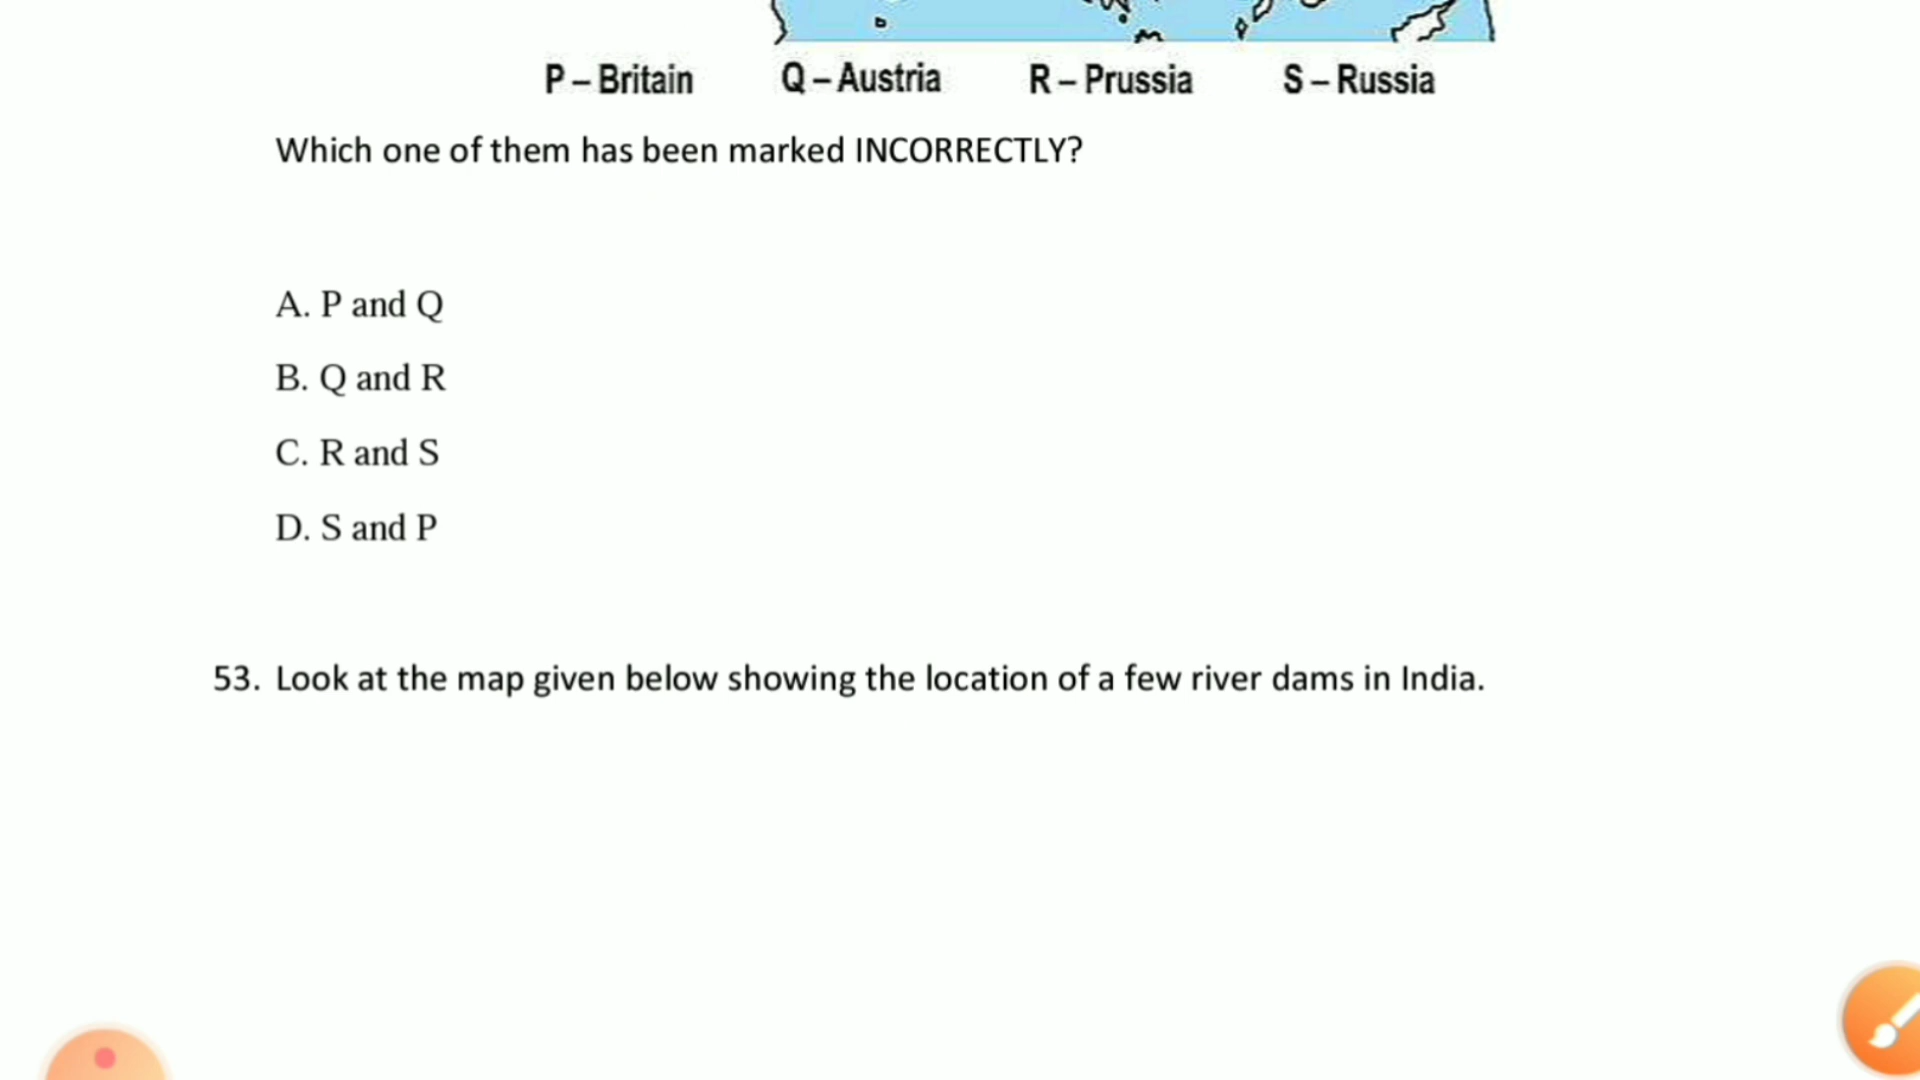 P – Britain Q – Austria R – Prussia S – Russia
Which one of them has been marked INCORRECTLY?
A. P and Q
B. Q and R
C. R and S
D. S and P
53. Look at the map given below showing the location of a few river dams in India.